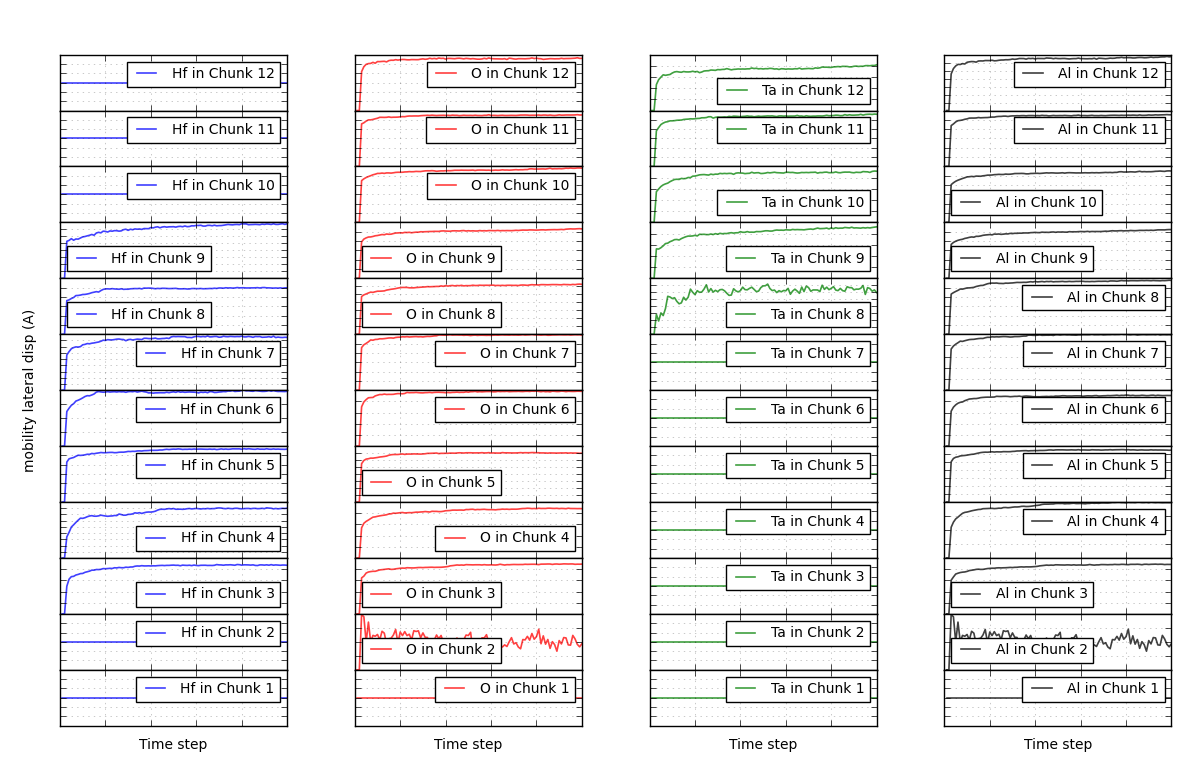 mobility lateral disp (A)
Hf in Chunk 12
Hf in Chunk 11
Hf in Chunk 10
Hf in Chunk 9
Hf in Chunk 8
Hf in Chunk 7
Hf in Chunk 6
Hf in Chunk 5
Hf in Chunk 4
Hf in Chunk 3
Hf in Chunk 2
Hf in Chunk 1
Time step
O in Chunk 12
O in Chunk 11
O in Chunk 10
O in Chunk 9
O in Chunk 8
O in Chunk 7
O in Chunk 6
O in Chunk 5
O in Chunk 4
O in Chunk 3
O in Chunk 2
O in Chunk 1
Time step
Ta in Chunk 12
Ta in Chunk 11
Ta in Chunk 10
Ta in Chunk 9
Ta in Chunk 8
Ta in Chunk 7
Ta in Chunk 6
Ta in Chunk 5
Ta in Chunk 4
Ta in Chunk 3
Ta in Chunk 2
Ta in Chunk 1
Time step
Al in Chunk 12
Al in Chunk 11
Al in Chunk 10
Al in Chunk 9
Al in Chunk 8
Al in Chunk 7
Al in Chunk 6
Al in Chunk 5
Al in Chunk 4
Al in Chunk 3
Al in Chunk 2
Al in Chunk 1
Time step